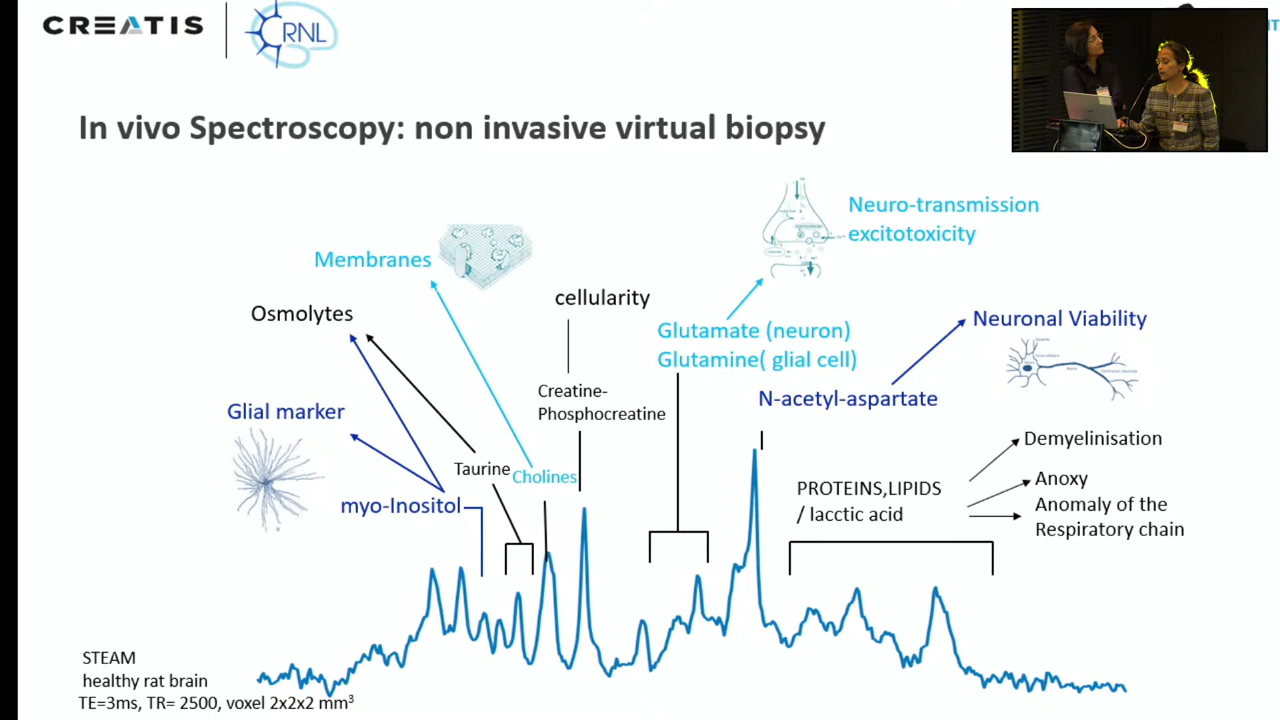 CREATIS
CRNL
NT
In vivo Spectroscopy: non invasive virtual biopsy
Neuro-transmission
excitotoxicity
Membranes
cellularity
Osmolytes
Glutamate (neuron)
Glutamine( glial cell)
Neuronal Viability
Creatine-
Phosphocreatine
N-acetyl-aspartate
Glial marker
Demyelinisation
Taurine
Cholines
myo-Inositol
PROTEINS,LIPIDS
/ lacctic acid
Anoxy
Anomaly of the
Respiratory chain
STEAM
healthy rat brain
TE=3ms, TR= 2500, voxel 2x2x2 mm³